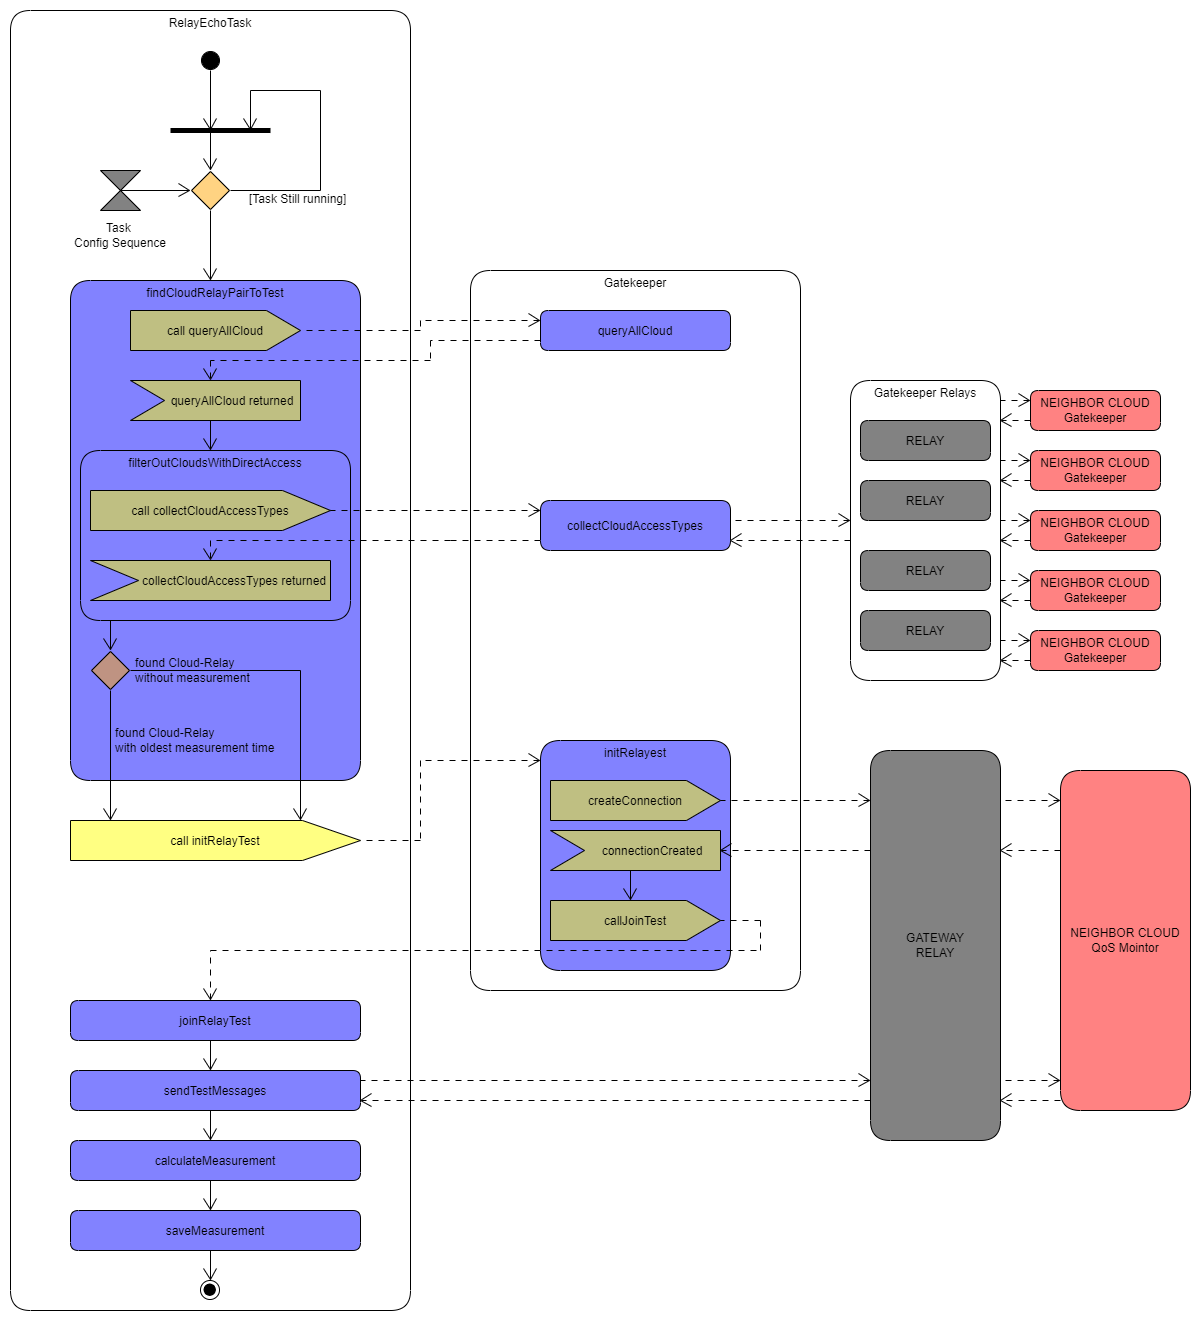 RelayEchoTask
[Task Still running]
Task
Config Sequence
findCloudRelayPairToTest
call queryAllCloud
queryAllCloud returned
filterOutCloudsWithDirectAccess
call collectCloudAccessTypes
collectCloudAccessTypes returned
found Cloud-Relay
without measurement
found Cloud-Relay
with oldest measurement time
call initRelayTest
joinRelayTest
sendTestMessages
calculateMeasurement
saveMeasurement
Gatekeeper
queryAllCloud
collectCloudAccessTypes
initRelayest
createConnection
connectionCreated
callJoinTest
Gatekeeper Relays
RELAY
RELAY
RELAY
RELAY
NEIGHBOR CLOUD
Gatekeeper
NEIGHBOR CLOUD
Gatekeeper
NEIGHBOR CLOUD
Gatekeeper
NEIGHBOR CLOUD
Gatekeeper
NEIGHBOR CLOUD
Gatekeeper
GATEWAY
RELAY
NEIGHBOR CLOUD
QoS Mointor